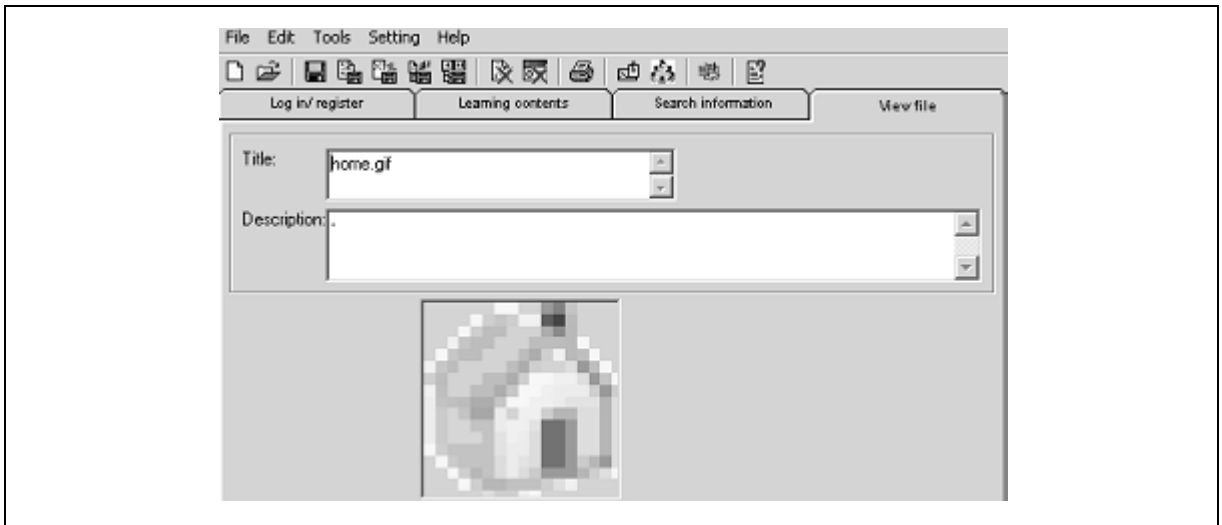 File Edit Tools Setting Help
Log in/ register Learning contents Search information View file
Title: home.gif
Description: .